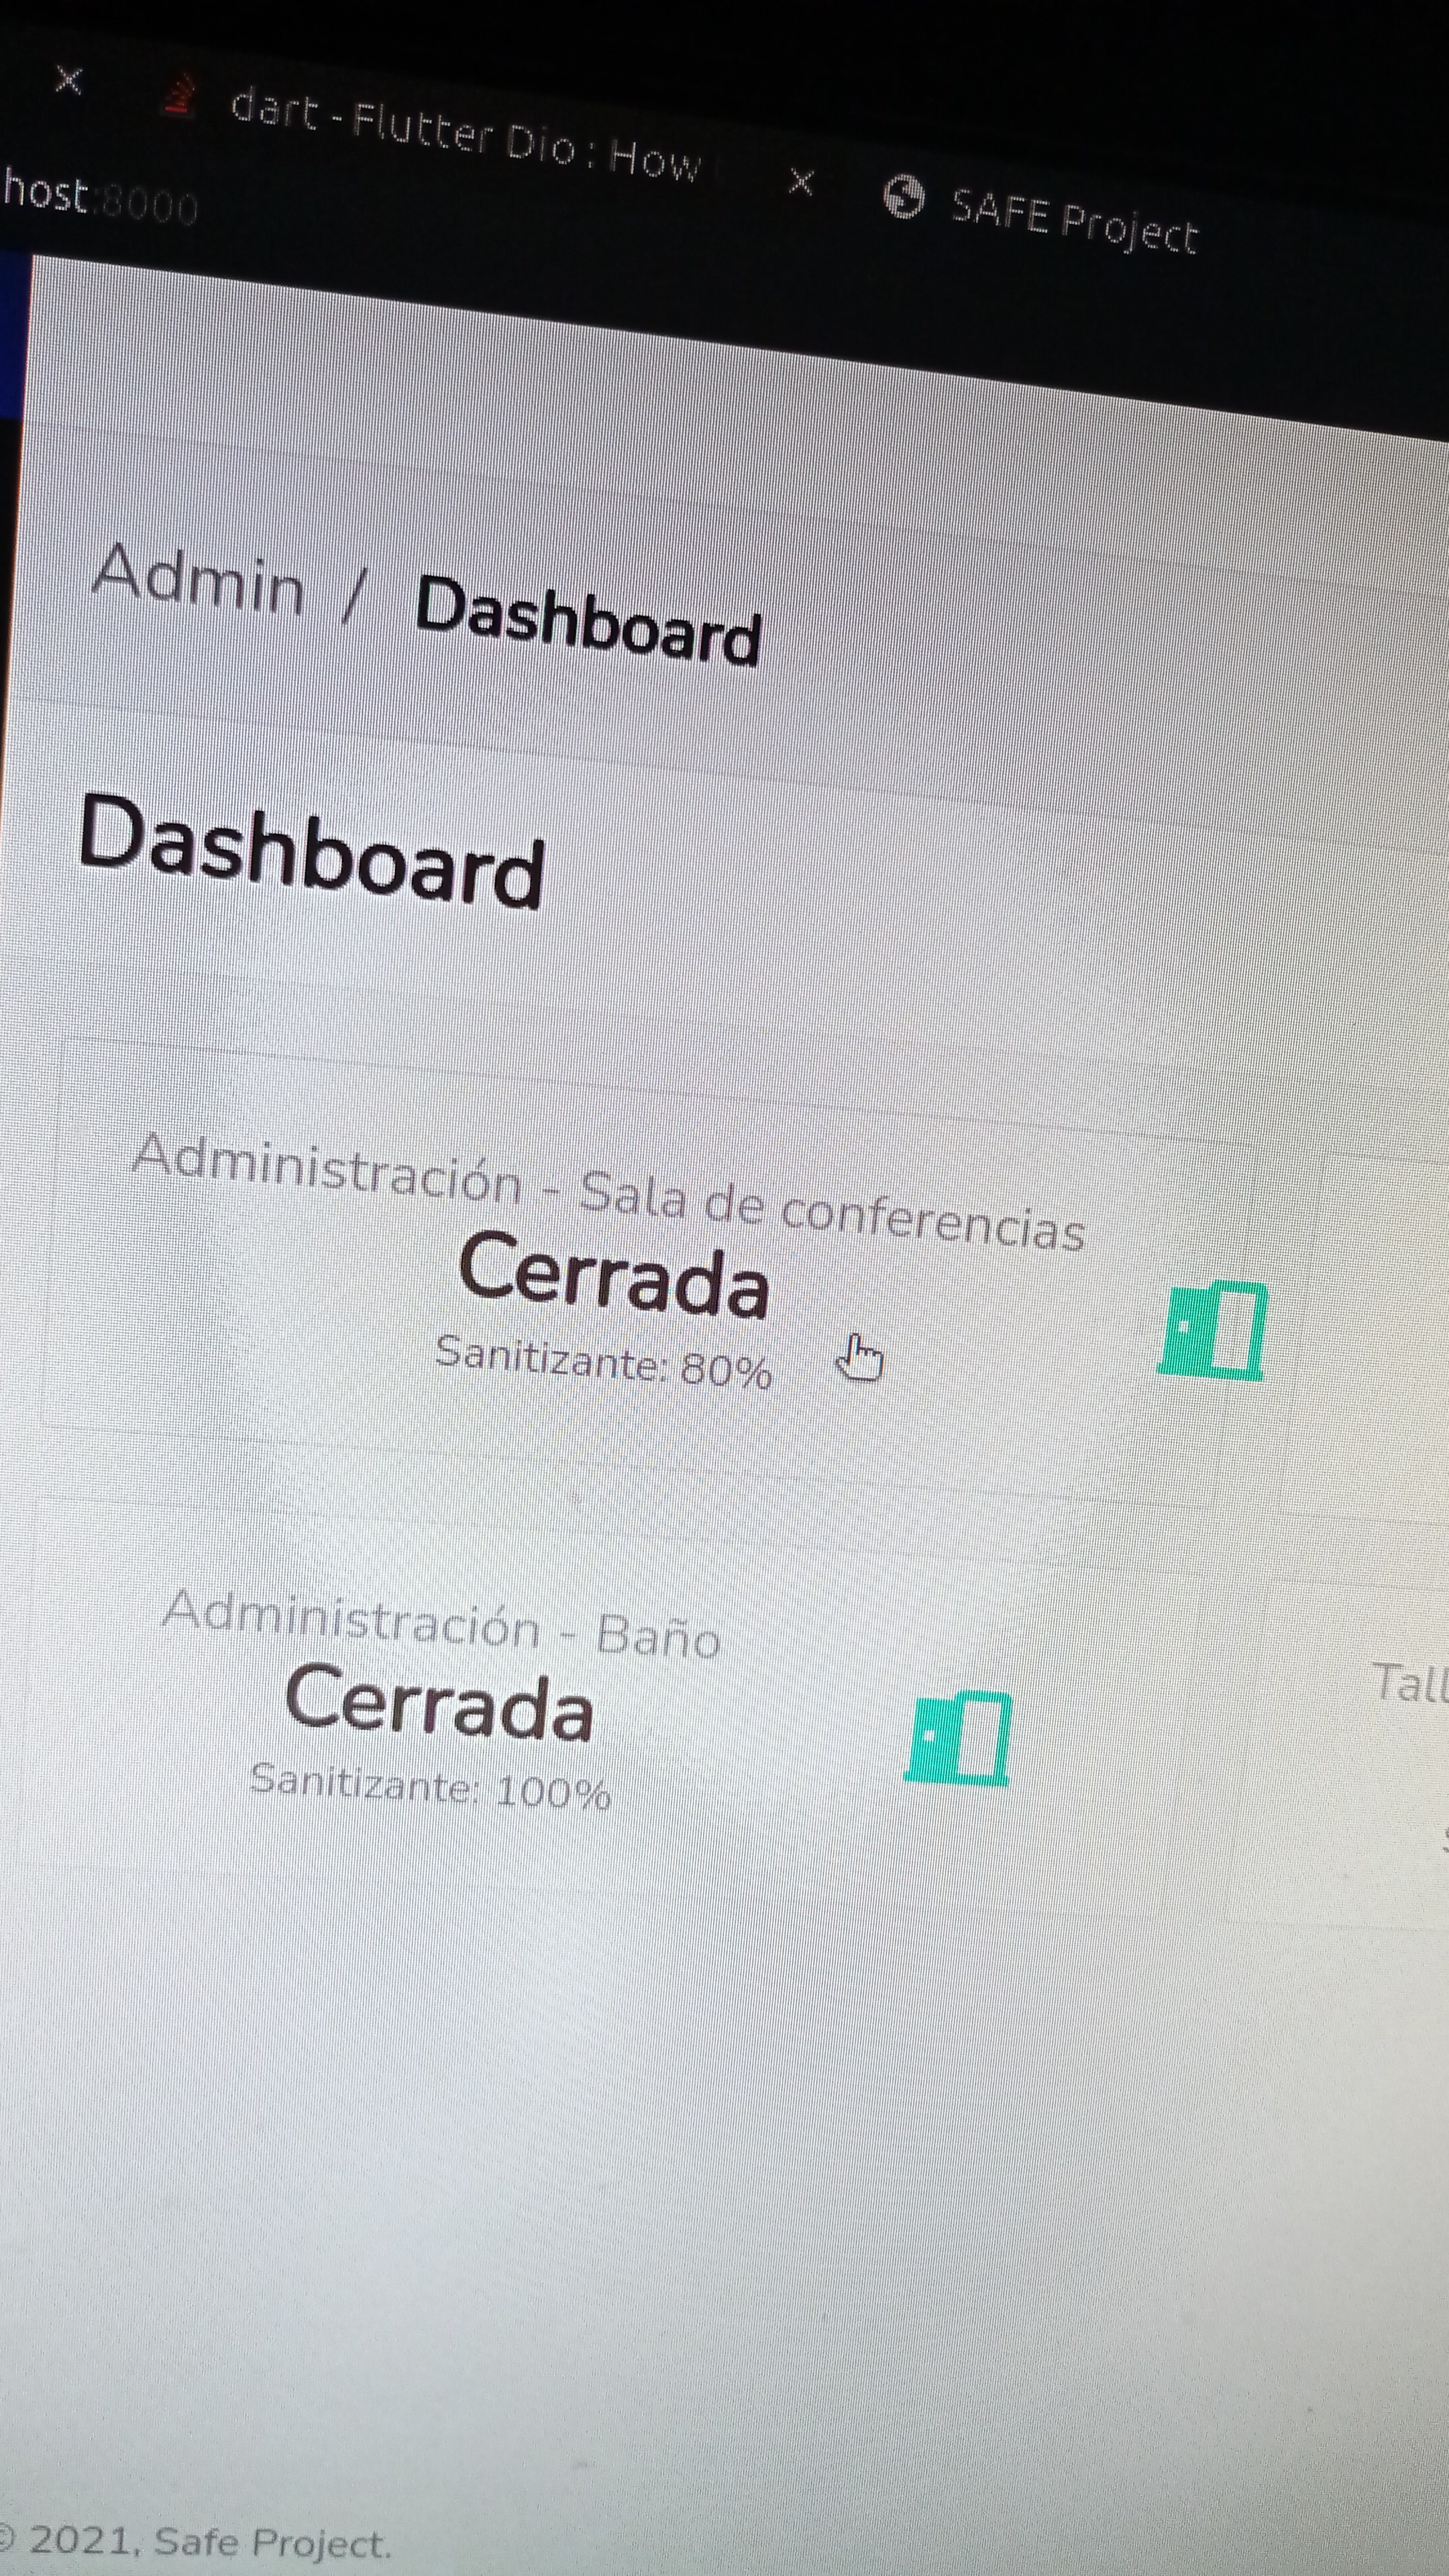 dart - Flutter Dio : How
SAFE Project
host:8000
Admin / Dashboard
Dashboard
Administración - Sala de conferencias
Cerrada
Sanitizante: 80%
Administración - Baño
Cerrada
Sanitizante: 100%
Tall
© 2021, Safe Project.